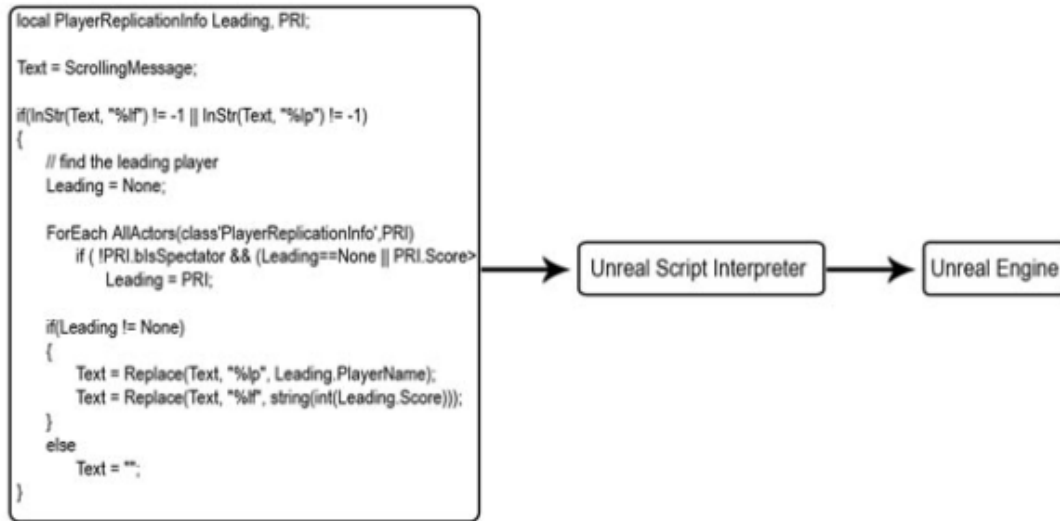 local PlayerReplicationInfo Leading, PRI;
Text = ScrollingMessage;
if(InStr(Text, "%lf") != -1 || InStr(Text, "%lp") != -1)
{
// find the leading player
Leading = None;
ForEach AllActors(class'PlayerReplicationInfo',PRI)
if ( !PRI.bIsSpectator && (Leading==None || PRI.Score>
Leading = PRI;
if(Leading != None)
{
Text = Replace(Text, "%lp", Leading.PlayerName);
Text = Replace(Text, "%lf", string(int(Leading.Score)));
}
else
Text = "";
}
Unreal Script Interpreter
Unreal Engine